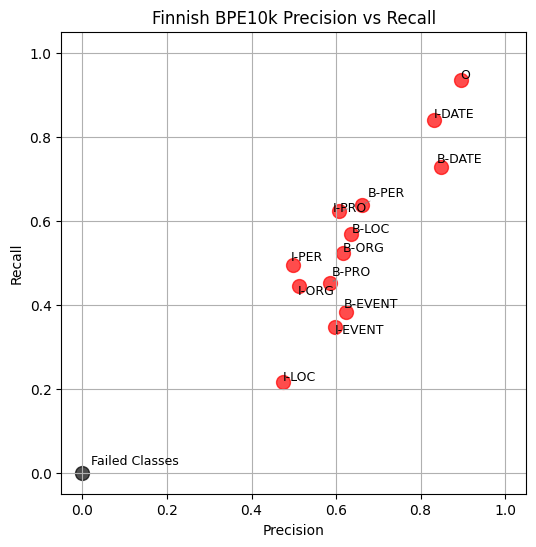 Finnish BPE10k Precision vs Recall
1.0
0.8
0.6
0.4
0.2
0.0
Recall
O
I-DATE
B-DATE
B-PER
I-PRO
B-LOC
B-ORG
I-PER
B-PRO
I-ORG
B-EVENT
I-EVENT
I-LOC
Failed Classes
0.0 0.2 0.4 0.6 0.8 1.0
Precision